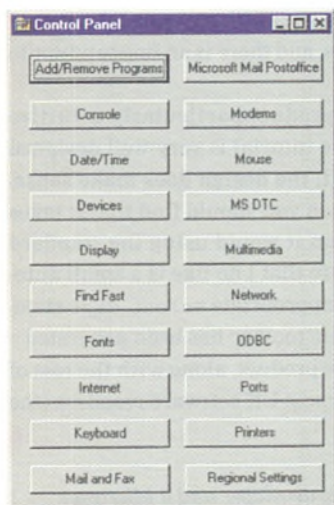 Control Panel
Add/Remove Programs
Microsoft Mail Postoffice
Console
Modems
Date/Time
Mouse
Devices
MS DTC
Display
Multimedia
Find Fast
Network
Fonts
ODBC
Internet
Ports
Keyboard
Printers
Mail and Fax
Regional Settings